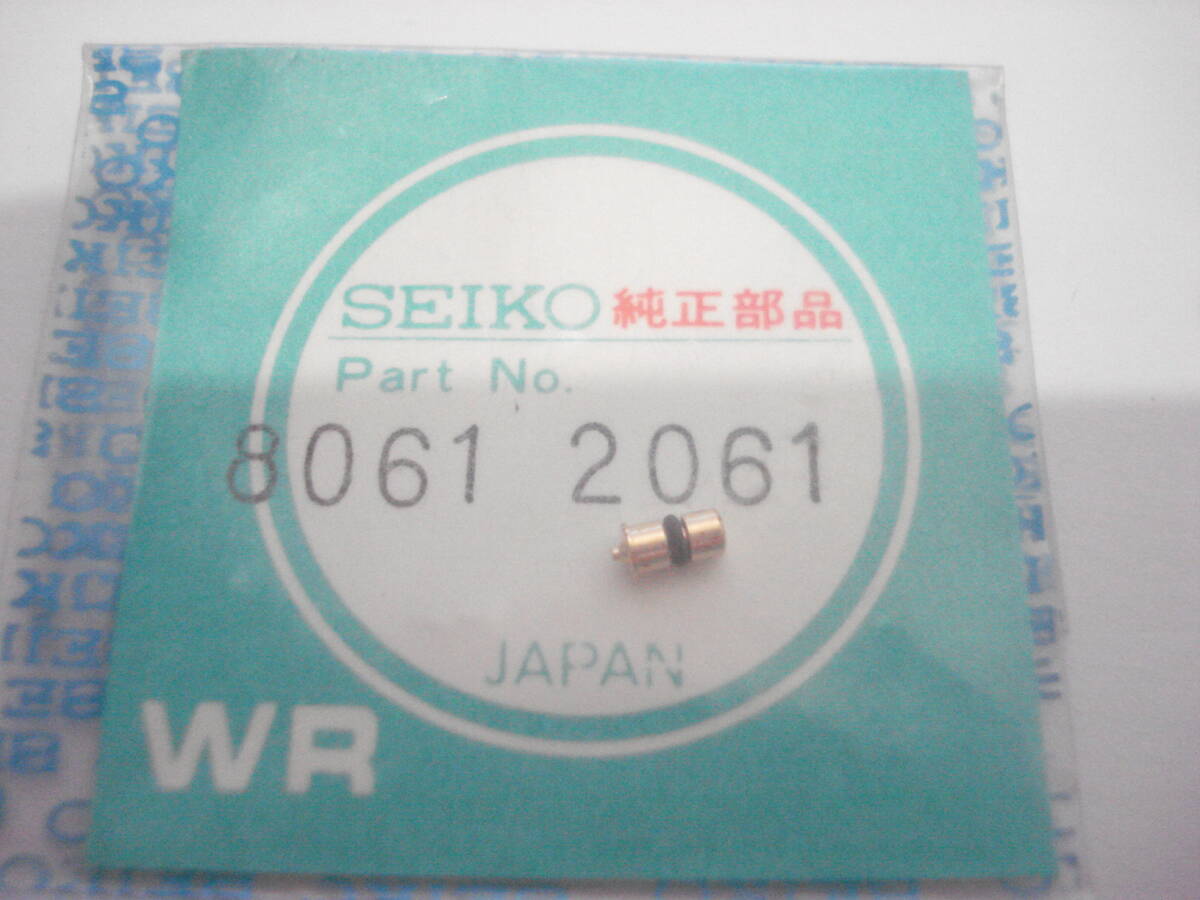 SEIKO 純正部品
Part No.
8061 2061
JAPAN
WR